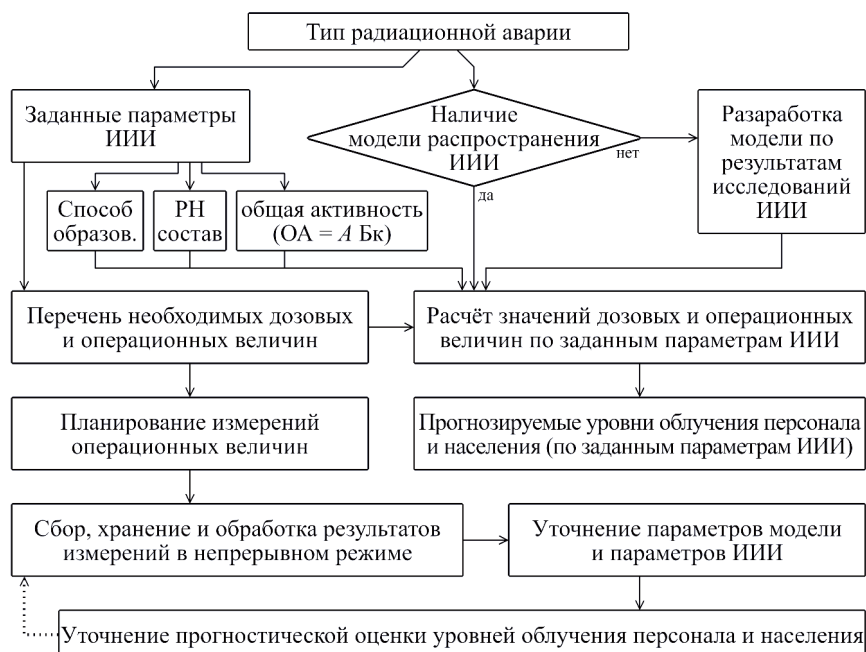 Тип радиационной аварии
Заданные параметры
ИИИ
Наличие
модели распространения
ИИИ
нет
да
Разаработка
модели по
результатам
исследований
ИИИ
Способ
образов.
РН
состав
общая активность
(ОА = A Бк)
Перечень необходимых дозовых
и операционных величин
Расчёт значений дозовых и операционных
величин по заданным параметрам ИИИ
Планирование измерений
операционных величин
Прогнозируемые уровни облучения персонала
и населения (по заданным параметрам ИИИ)
Сбор, хранение и обработка результатов
измерений в непрерывном режиме
Уточнение параметров модели
и параметров ИИИ
Уточнение прогностической оценки уровней облучения персонала и населения